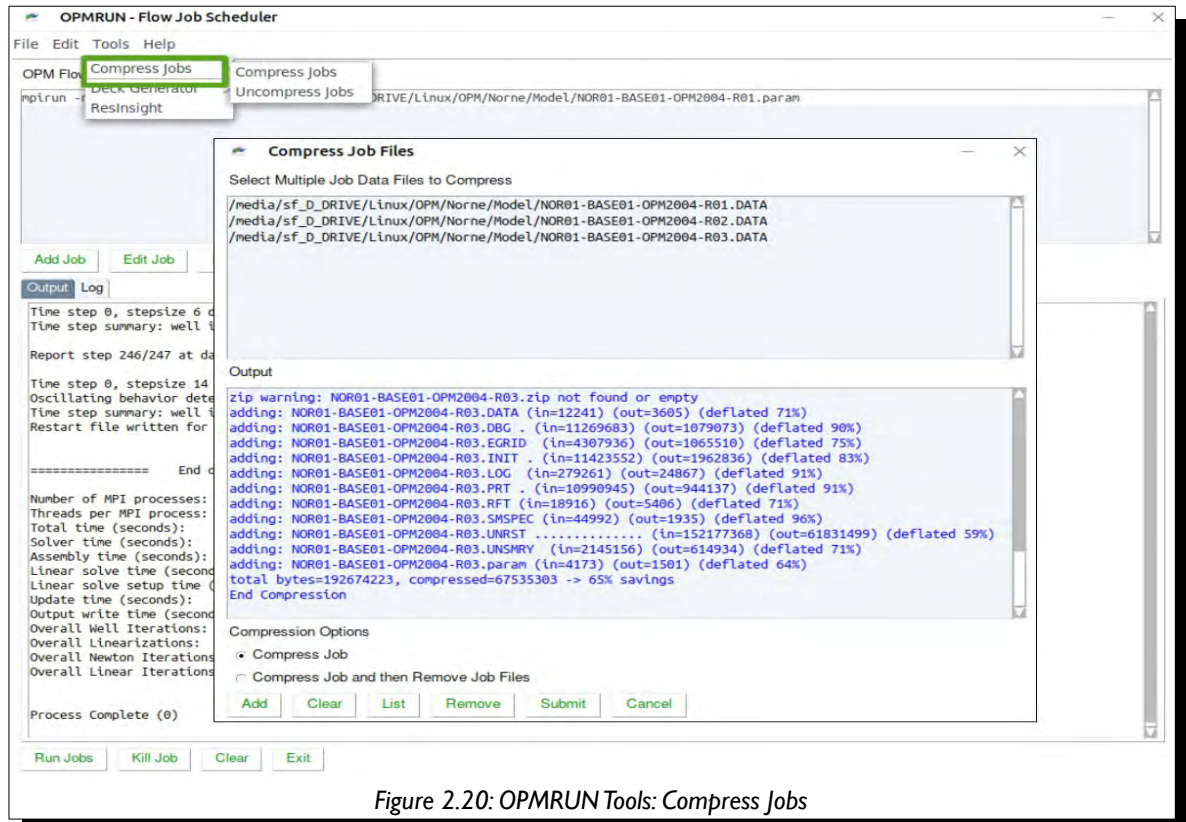 OPMRUN - Flow Job Scheduler
File Edit Tools Help
OPM Flow
Compress Jobs
Deck Generator
ResInsight
Compress Jobs
Uncompress Jobs
mpirun DRIVE/Linux/OPM/Norne/Model/NOR01-BASE01-OPM2004-R01.param
Compress Job Files
Select Multiple Job Data Files to Compress
/media/sf_D_DRIVE/Linux/OPM/Norne/Model/NOR01-BASE01-OPM2004-R01.DATA
/media/sf_D_DRIVE/Linux/OPM/Norne/Model/NOR01-BASE01-OPM2004-R02.DATA
/media/sf_D_DRIVE/Linux/OPM/Norne/Model/NOR01-BASE01-OPM2004-R03.DATA
Add Job Edit Job
Output Log
Time step 0, stepsize 6
Time step summary: well
Report step 246/247 at
Time step 0, stepsize 14
Oscillating behavior
Time step summary: well
Restart file written for
================ End
Number of MPI processes:
Threads per MPI process:
Total time (seconds):
Solver time (seconds):
Assembly time (seconds):
Linear solve time
Linear solve setup time
Update time (seconds):
Output write time
Overall Well Iterations:
Overall Linearizations:
Overall Newton Iterations
Overall Linear Iterations
Process Complete (0)
Output
zip warning: NOR01-BASE01-OPM2004-R03.zip not found or empty
adding: NOR01-BASE01-OPM2004-R03.DATA (in=12241) (out=3605) (deflated 71%)
adding: NOR01-BASE01-OPM2004-R03.DBG . (in=11269683) (out=1079073) (deflated 90%)
adding: NOR01-BASE01-OPM2004-R03.EGRID (in=4307936) (out=1065510) (deflated 75%)
adding: NOR01-BASE01-OPM2004-R03.INIT . (in=11423552) (out=1962836) (deflated 83%)
adding: NOR01-BASE01-OPM2004-R03.LOG (in=279261) (out=24867) (deflated 91%)
adding: NOR01-BASE01-OPM2004-R03.PRT . (in=10990945) (out=944137) (deflated 91%)
adding: NOR01-BASE01-OPM2004-R03.RFT (in=18916) (out=5406) (deflated 71%)
adding: NOR01-BASE01-OPM2004-R03.SMSPEC (in=44992) (out=1935) (deflated 96%)
adding: NOR01-BASE01-OPM2004-R03.UNRST .............. (in=152177368) (out=61831499) (deflated 59%)
adding: NOR01-BASE01-OPM2004-R03.UNSMRY (in=2145156) (out=614934) (deflated 71%)
adding: NOR01-BASE01-OPM2004-R03.param (in=4173) (out=1501) (deflated 64%)
total bytes=192674223, compressed=67535303 -> 65% savings
End Compression
Compression Options
Compress Job
Compress Job and then Remove Job Files
Add Clear List Remove Submit Cancel
Run Jobs Kill Job Clear Exit
Figure 2.20: OPMRUN Tools: Compress Jobs